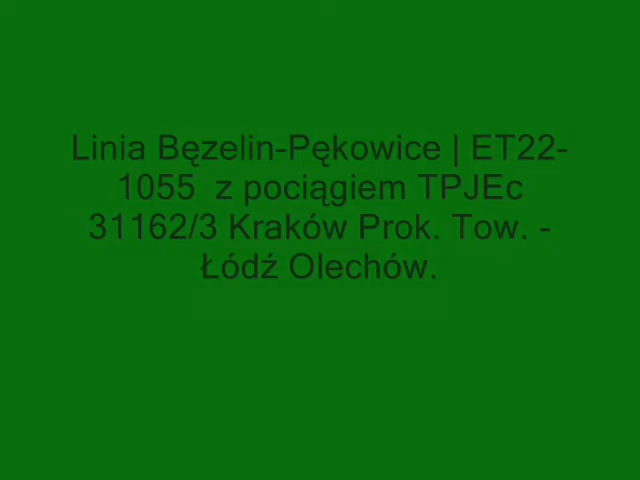 Linia Bęzelin-Pękowice | ET22-
1055  z pociągiem TPJEc
31162/3 Kraków Prok. Tow. -
Łódź Olechów.